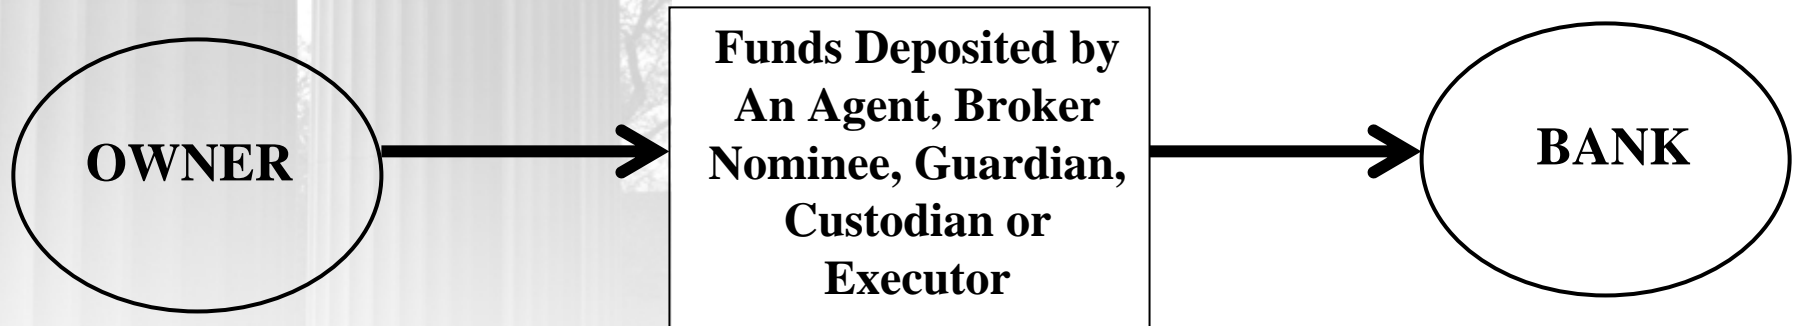 OWNER
Funds Deposited by
An Agent, Broker
Nominee, Guardian,
Custodian or
Executor
BANK